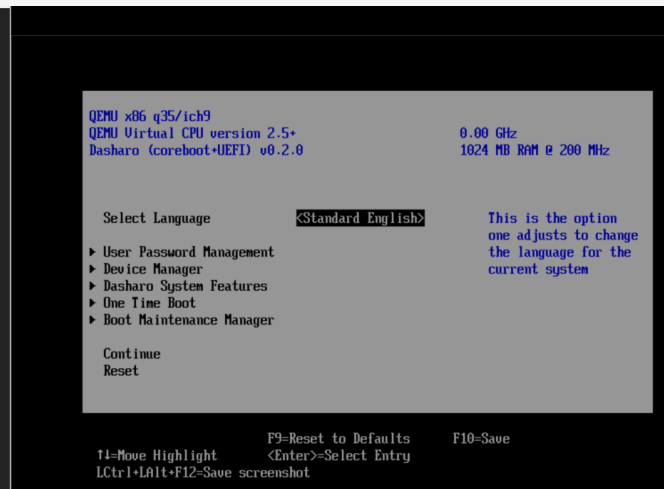 QEMU x86 q35/ich9
QEMU Virtual CPU version 2.5+ 0.00 GHz
Dasharo (coreboot+UEFI) v0.2.0 1024 MB RAM @ 200 MHz
Select Language <Standard English> This is the option
one adjusts to change
▶ User Password Management the language for the
▶ Device Manager current system
▶ Dasharo System Features
▶ One Time Boot
▶ Boot Maintenance Manager
Continue
Reset
F9=Reset to Defaults F10=Save
↑↓=Move Highlight <Enter>=Select Entry
LCtrl+LAlt+F12=Save screenshot